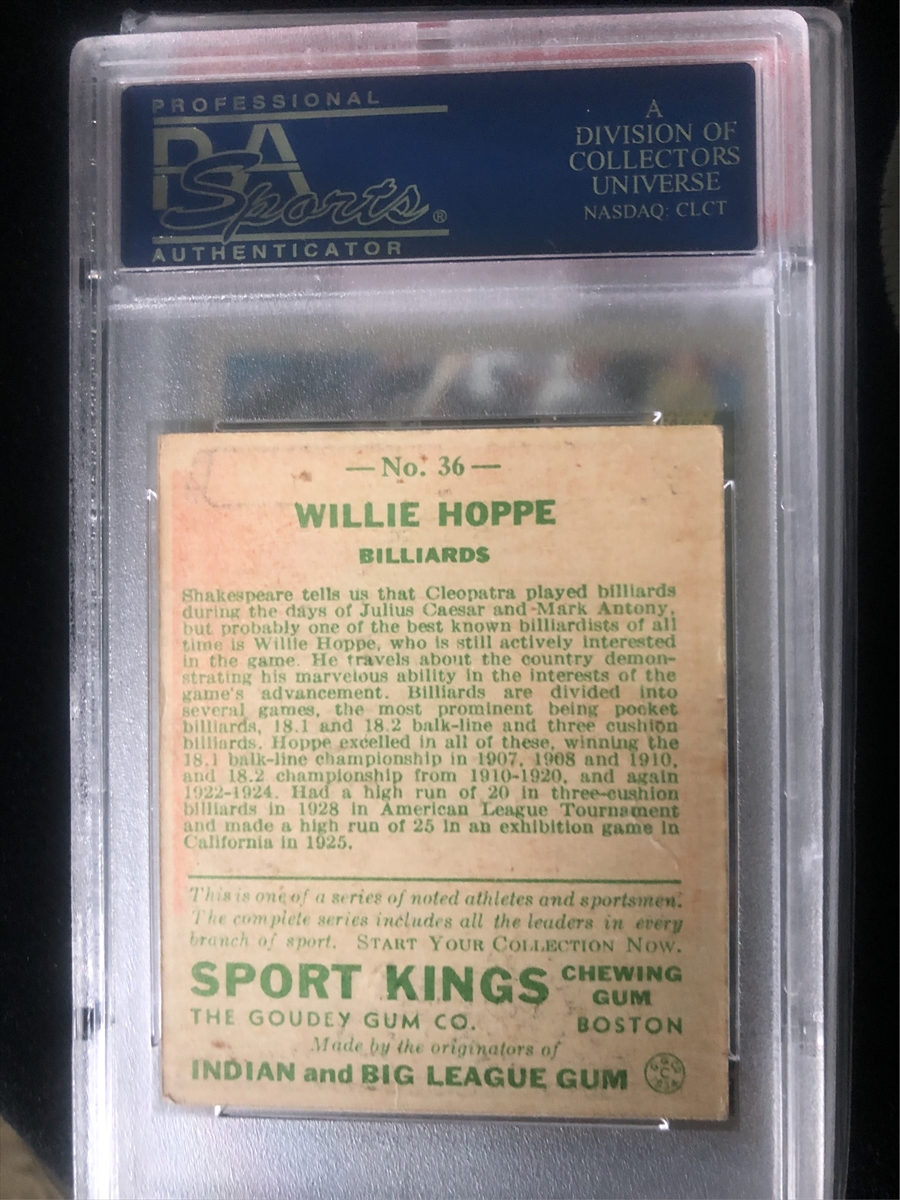 PROFESSIONAL
PSA
Sports®
AUTHENTICATOR
A
DIVISION OF
COLLECTORS
UNIVERSE
NASDAQ: CLCT
— No. 36 —
WILLIE HOPPE
BILLIARDS
Shakespeare tells us that Cleopatra played billiards
during the days of Julius Caesar and Mark Antony,
but probably one of the best known billiardists of all
time is Willie Hoppe, who is still actively interested
in the game. He travels about the country demon-
strating his marvelous ability in the interests of the
game's advancement. Billiards are divided into
several games, the most prominent being pocket
billiards, 18.1 and 18.2 balk-line and three cushion
billiards. Hoppe excelled in all of these, winning the
18.1 balk-line championship in 1907, 1908 and 1910,
and 18.2 championship from 1910-1920, and again
1922-1924. Had a high run of 20 in three-cushion
billiards in 1928 in American League Tournament
and made a high run of 25 in an exhibition game in
California in 1925.
This is one of a series of noted athletes and sportsmen.
The complete series includes all the leaders in every
branch of sport. START YOUR COLLECTION NOW.
SPORT KINGS CHEWING GUM
THE GOUDEY GUM CO. BOSTON
Made by the originators of
INDIAN and BIG LEAGUE GUM